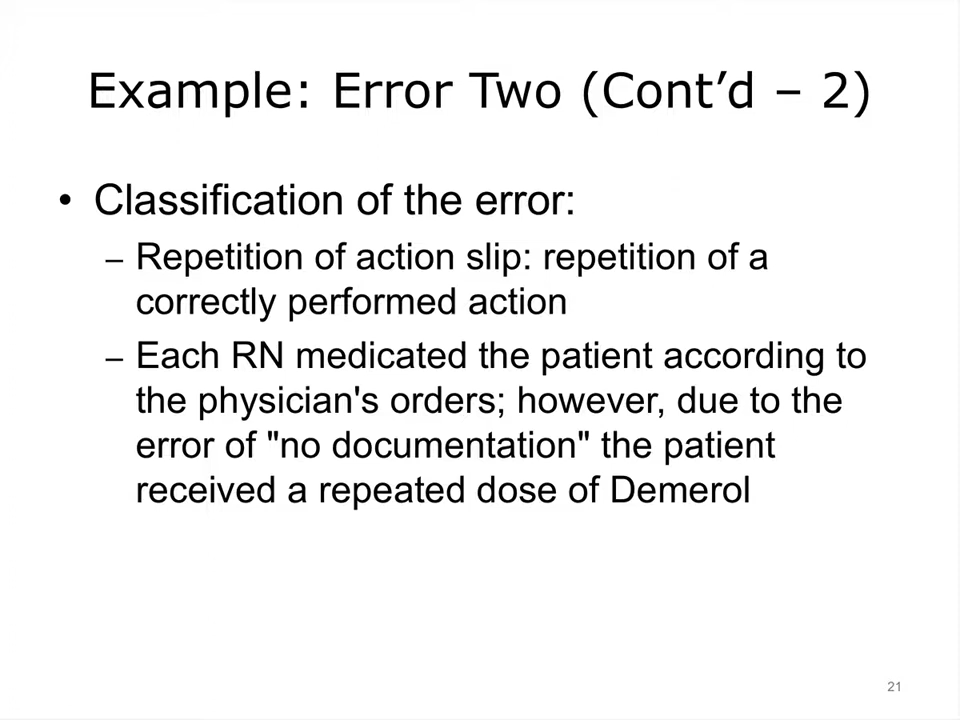 Example: Error Two (Cont’d – 2)
• Classification of the error:
– Repetition of action slip: repetition of a
correctly performed action
– Each RN medicated the patient according to
the physician's orders; however, due to the
error of "no documentation" the patient
received a repeated dose of Demerol
21